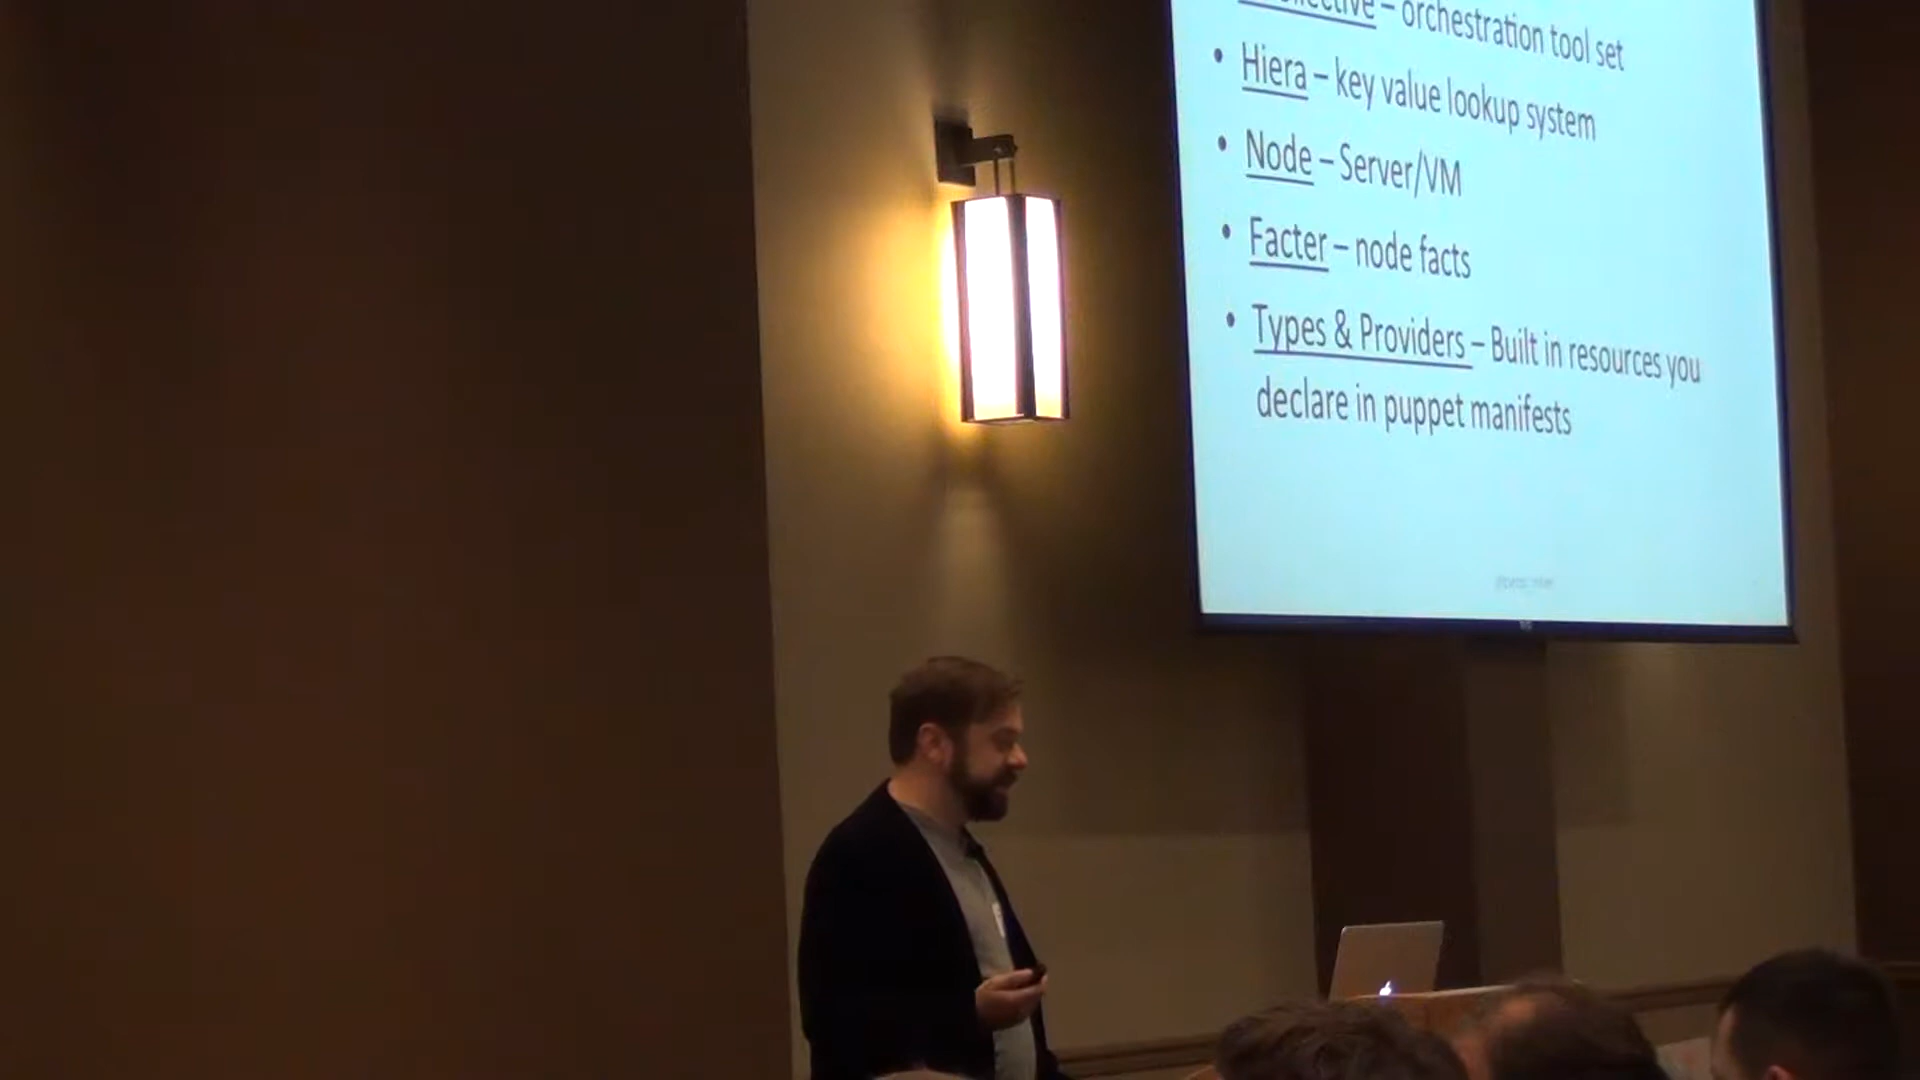 – orchestration tool set
• Hiera – key value lookup system
• Node – Server/VM
• Facter – node facts
• Types & Providers – Built in resources you
declare in puppet manifests